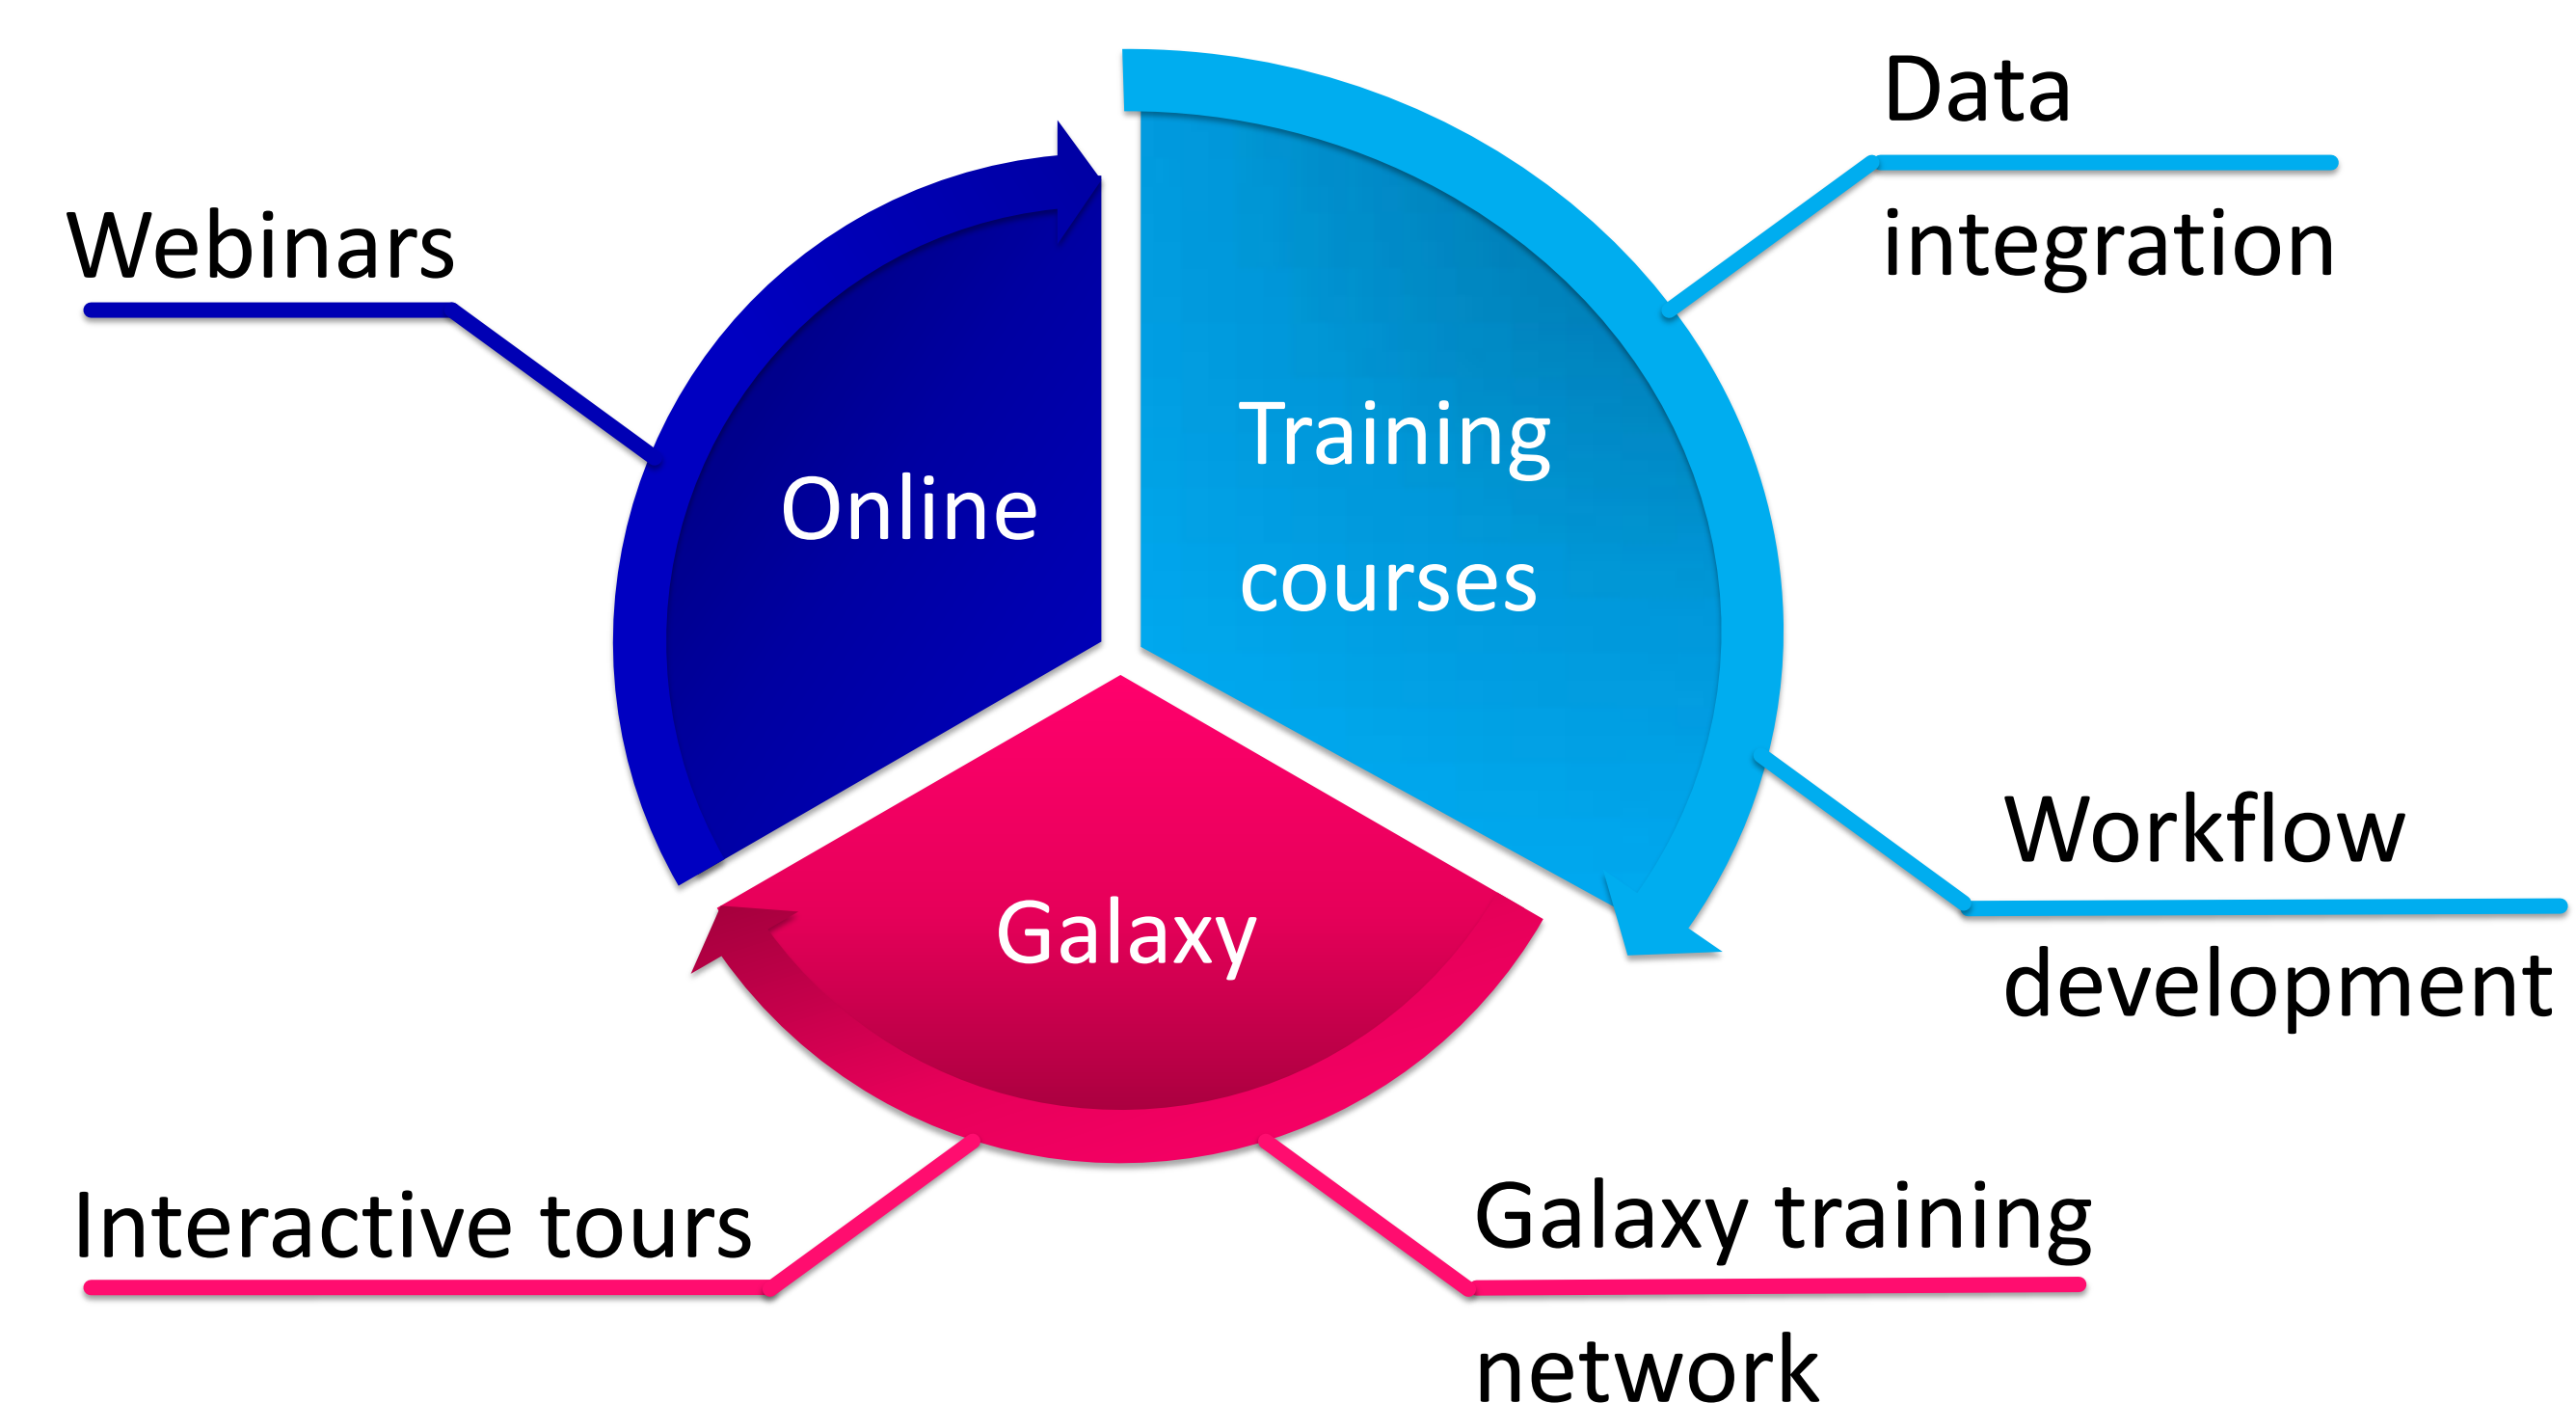 Data
integration
Webinars
Training
courses
Online
Workflow
development
Galaxy
Interactive tours
Galaxy training
network